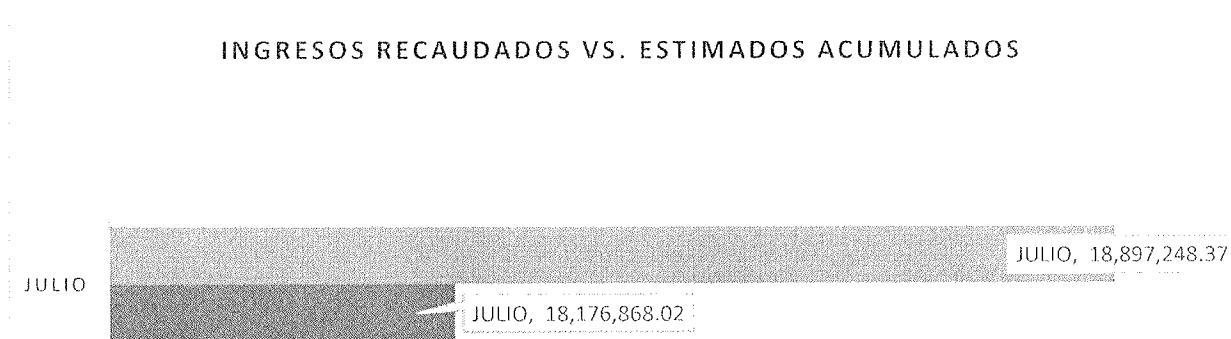 INGRESOS RECAUDADOS VS. ESTIMADOS ACUMULADOS
JULIO, 18,897,248.37
JULIO
JULIO, 18,176,868.02